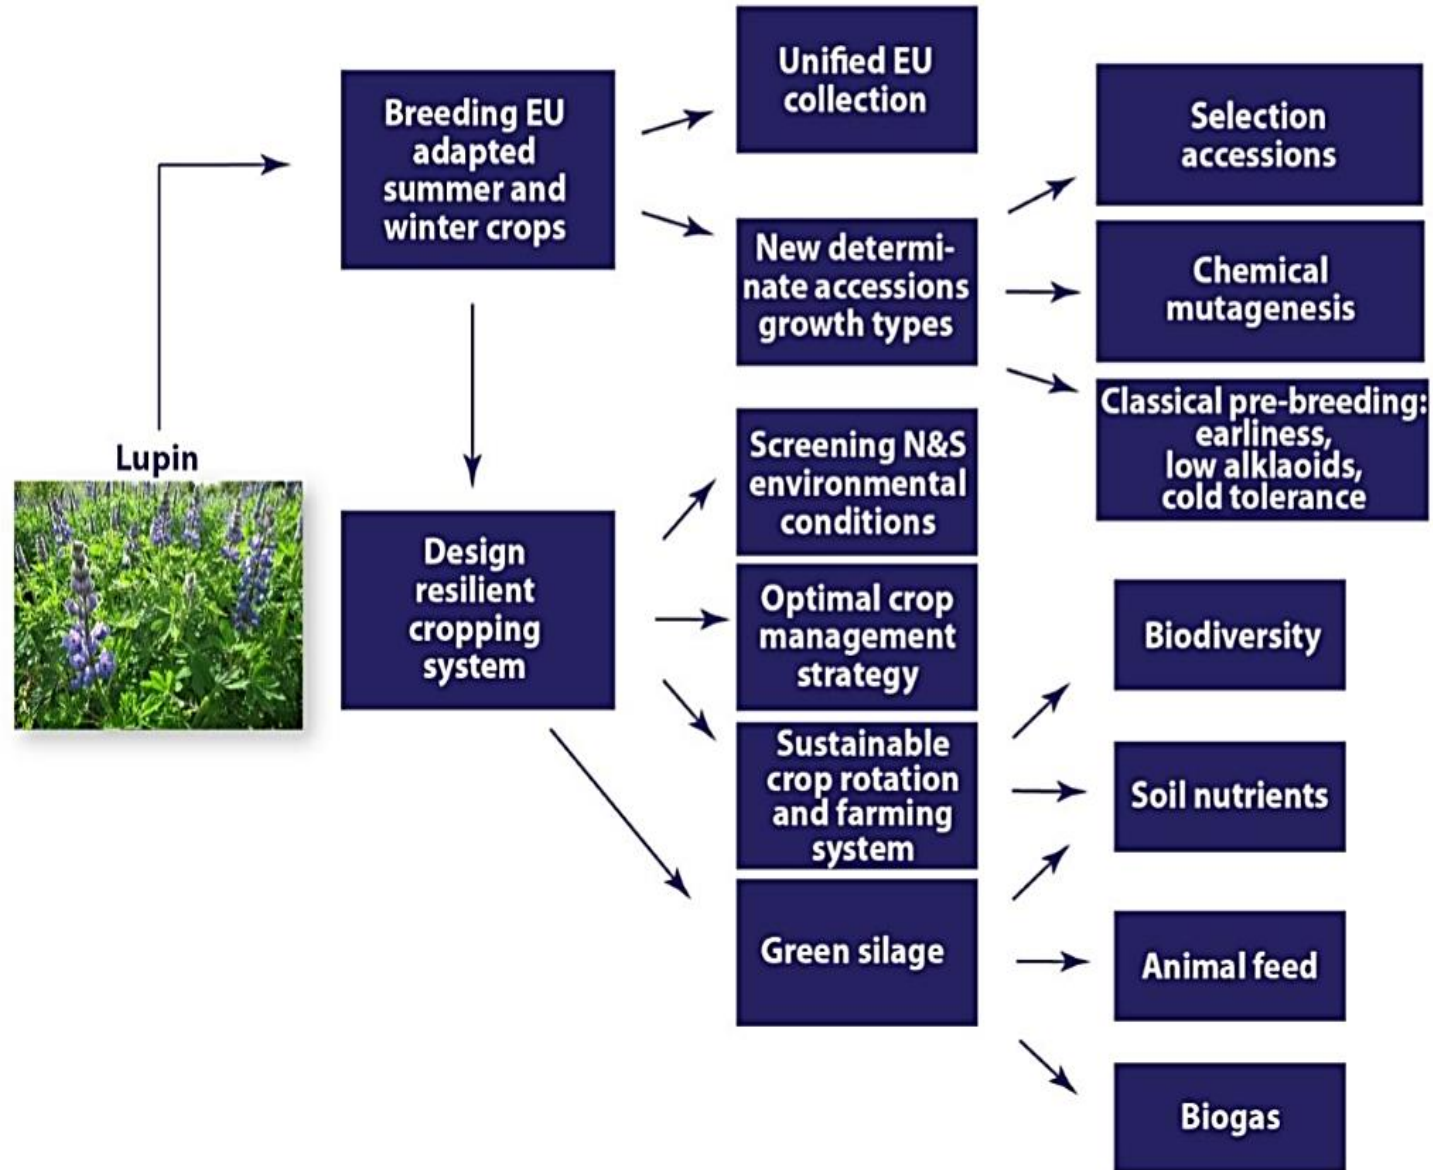 Unified EU
collection
Breeding EU
adapted
summer and
winter crops
Selection
accessions
New determi-
nate accessions
growth types
Chemical
mutagenesis
Classical pre-breeding:
earliness,
low alklaoids,
cold tolerance
Lupin
Screening N&S
environmental
conditions
Design
resilient
cropping
system
Optimal crop
management
strategy
Biodiversity
Sustainable
crop rotation
and farming
system
Soil nutrients
Green silage
Animal feed
Biogas